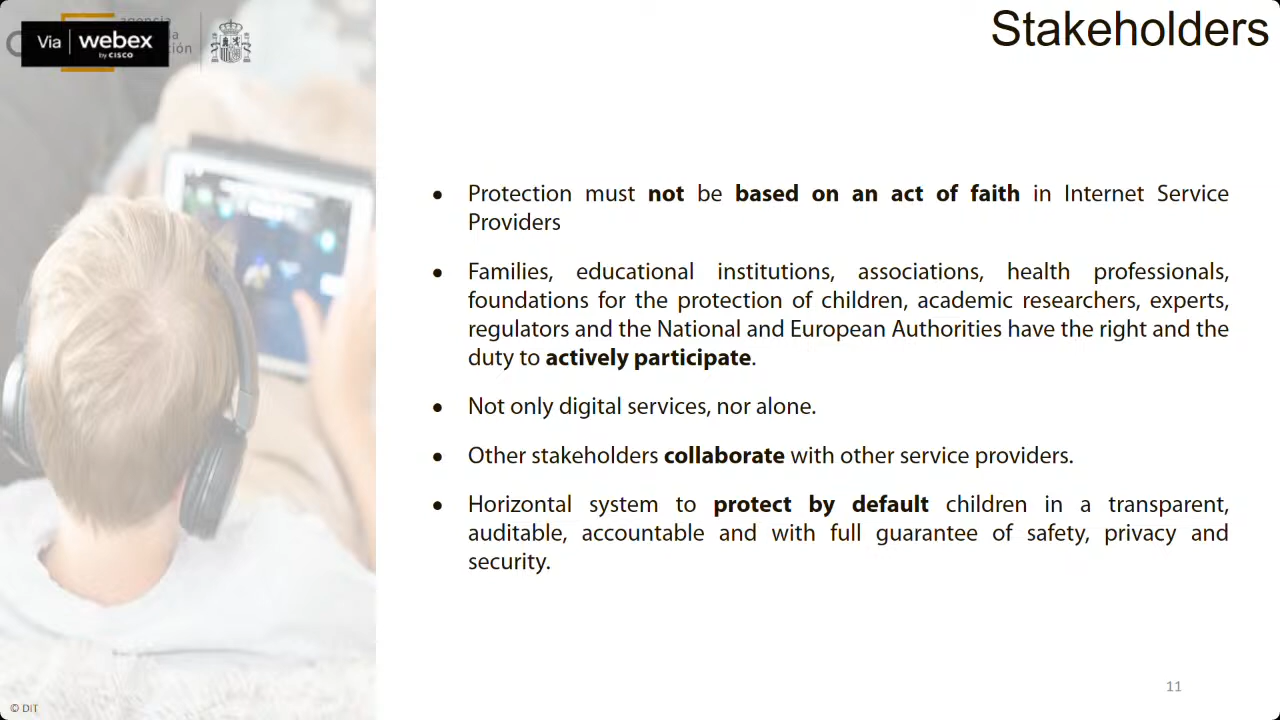 Via webex
by CISCO
Stakeholders
• Protection must not be based on an act of faith in Internet Service
Providers
• Families, educational institutions, associations, health professionals,
foundations for the protection of children, academic researchers, experts,
regulators and the National and European Authorities have the right and the
duty to actively participate.
• Not only digital services, nor alone.
• Other stakeholders collaborate with other service providers.
• Horizontal system to protect by default children in a transparent,
auditable, accountable and with full guarantee of safety, privacy and
security.
11
© DIT